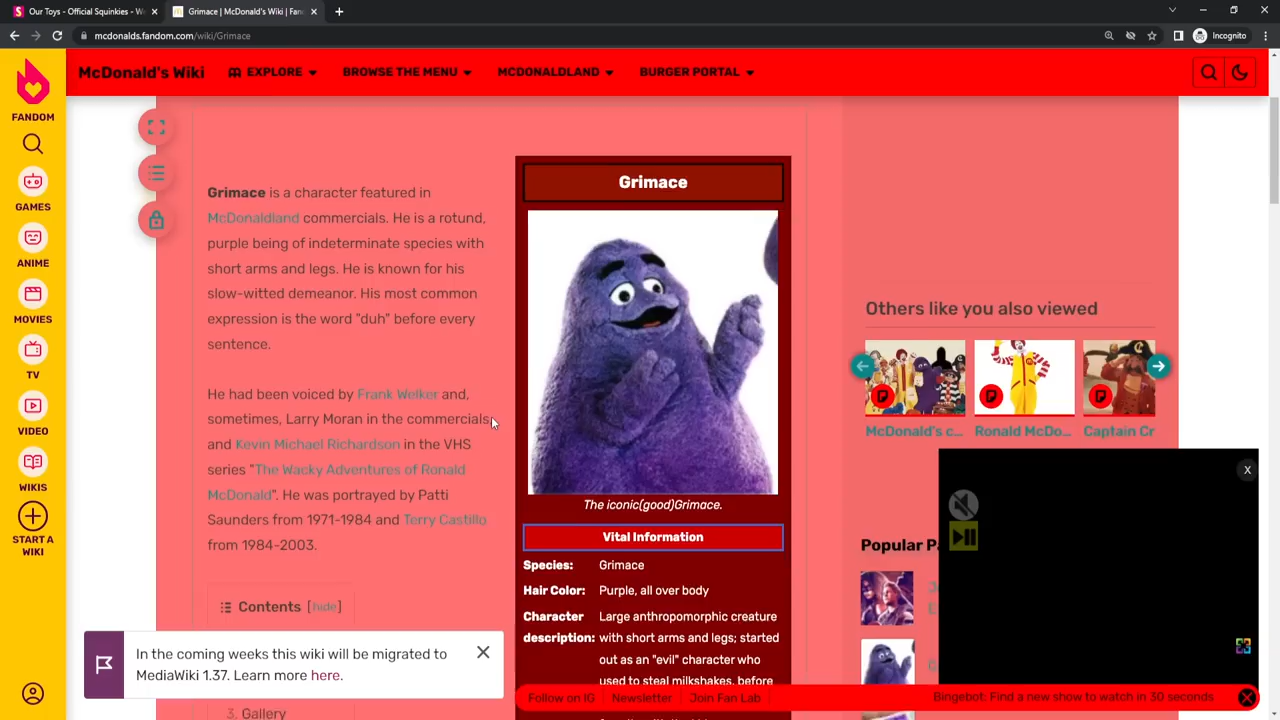 Our Toys – Official Squinkies - We
Grimace | McDonald's Wiki | Fan
mcdonalds.fandom.com/wiki/Grimace
Incognito
McDonald's Wiki
EXPLORE
BROWSE THE MENU
MCDONALDLAND
BURGER PORTAL
FANDOM
GAMES
ANIME
MOVIES
TV
VIDEO
WIKIS
START A
WIKI
Grimace is a character featured in
McDonaldland commercials. He is a rotund,
purple being of indeterminate species with
short arms and legs. He is known for his
slow-witted demeanor. His most common
expression is the word "duh" before every
sentence.
He had been voiced by Frank Welker and,
sometimes, Larry Moran in the commercials,
and Kevin Michael Richardson in the VHS
series "The Wacky Adventures of Ronald
McDonald". He was portrayed by Patti
Saunders from 1971-1984 and Terry Castillo
from 1984-2003.
Contents [hide]
3. Gallery
In the coming weeks this wiki will be migrated to
MediaWiki 1.37. Learn more here.
Grimace
The iconic(good)Grimace.
Vital Information
Species: Grimace
Hair Color: Purple, all over body
Character Large anthropomorphic creature
description: with short arms and legs; started
out as an "evil" character who
used to steal milkshakes, before
Others like you also viewed
McDonald's c...
Ronald McDo...
Captain Cr
Popular P
X
Follow on IG
Newsletter
Join Fan Lab
Bingebot: Find a new show to watch in 30 seconds